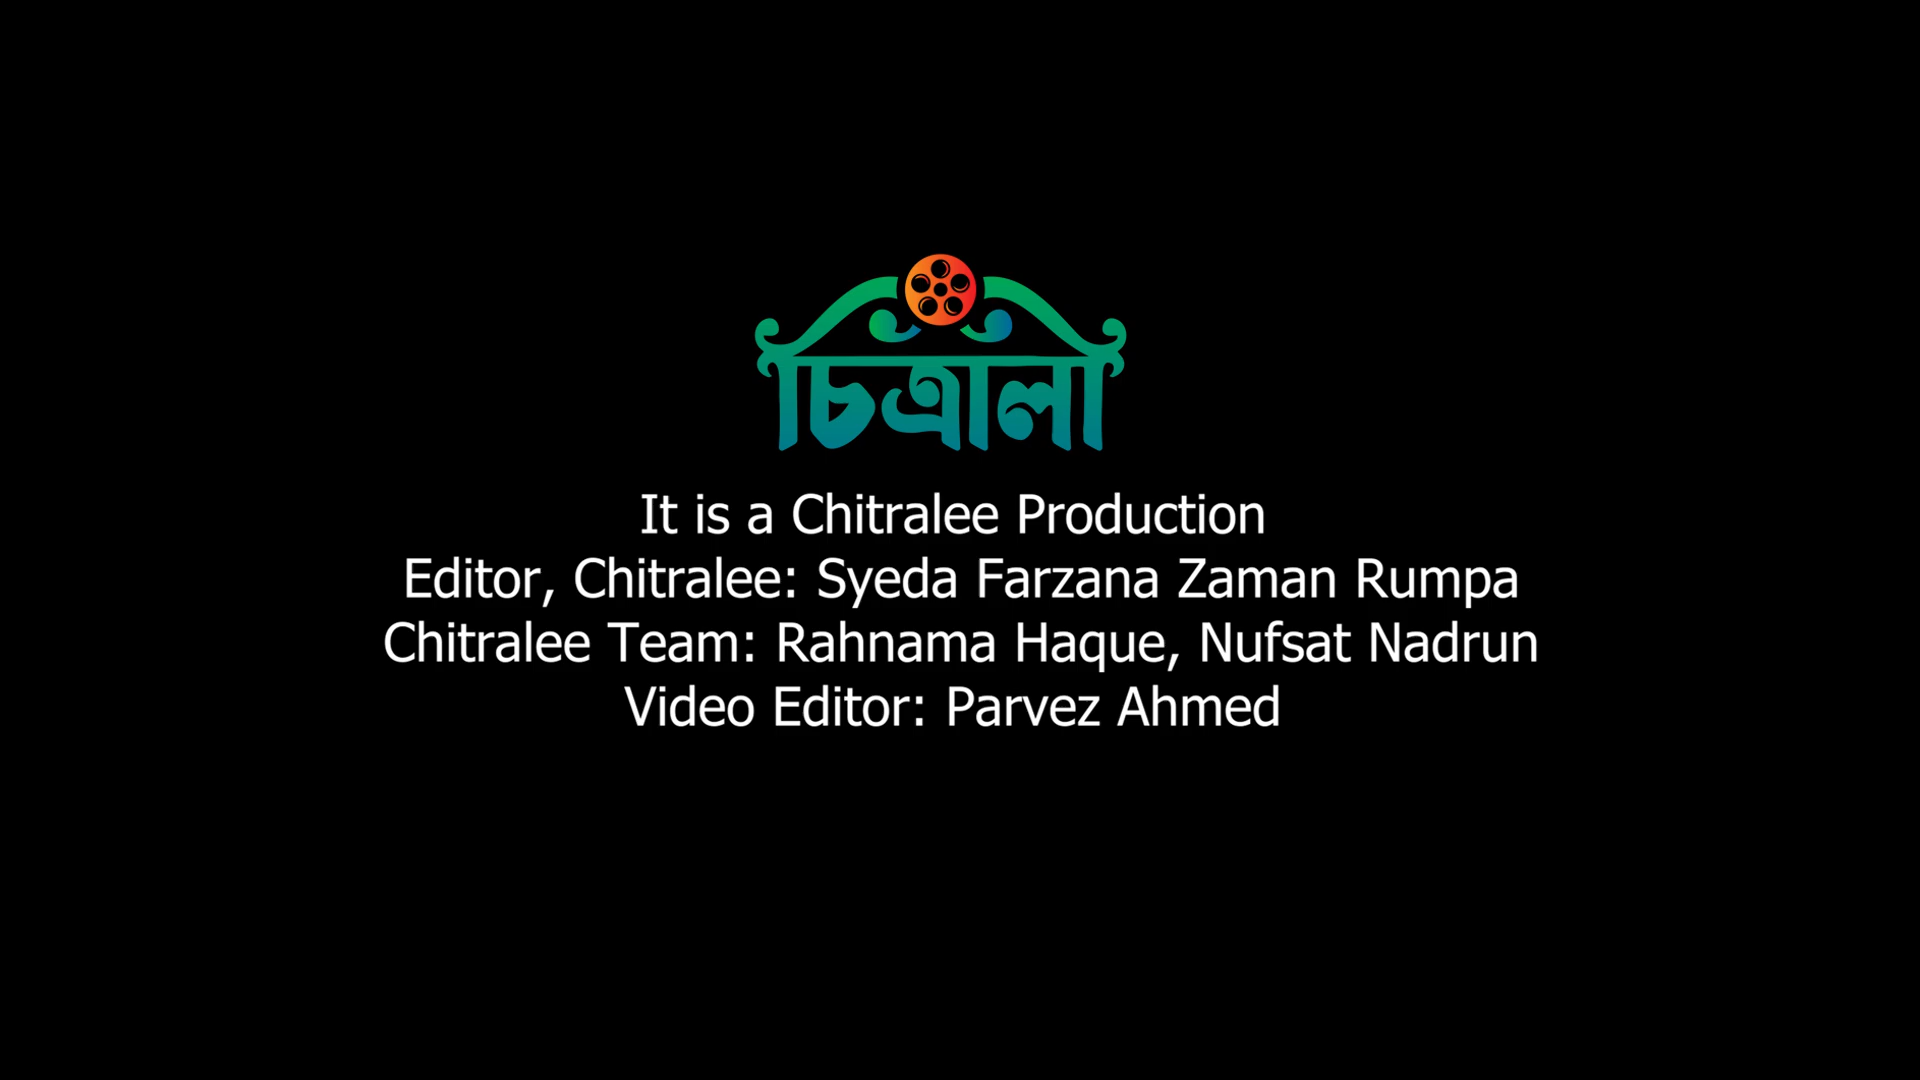 চিত্রালী
It is a Chitralee Production
Editor, Chitralee: Syeda Farzana Zaman Rumpa
Chitralee Team: Rahnama Haque, Nufsat Nadrun
Video Editor: Parvez Ahmed